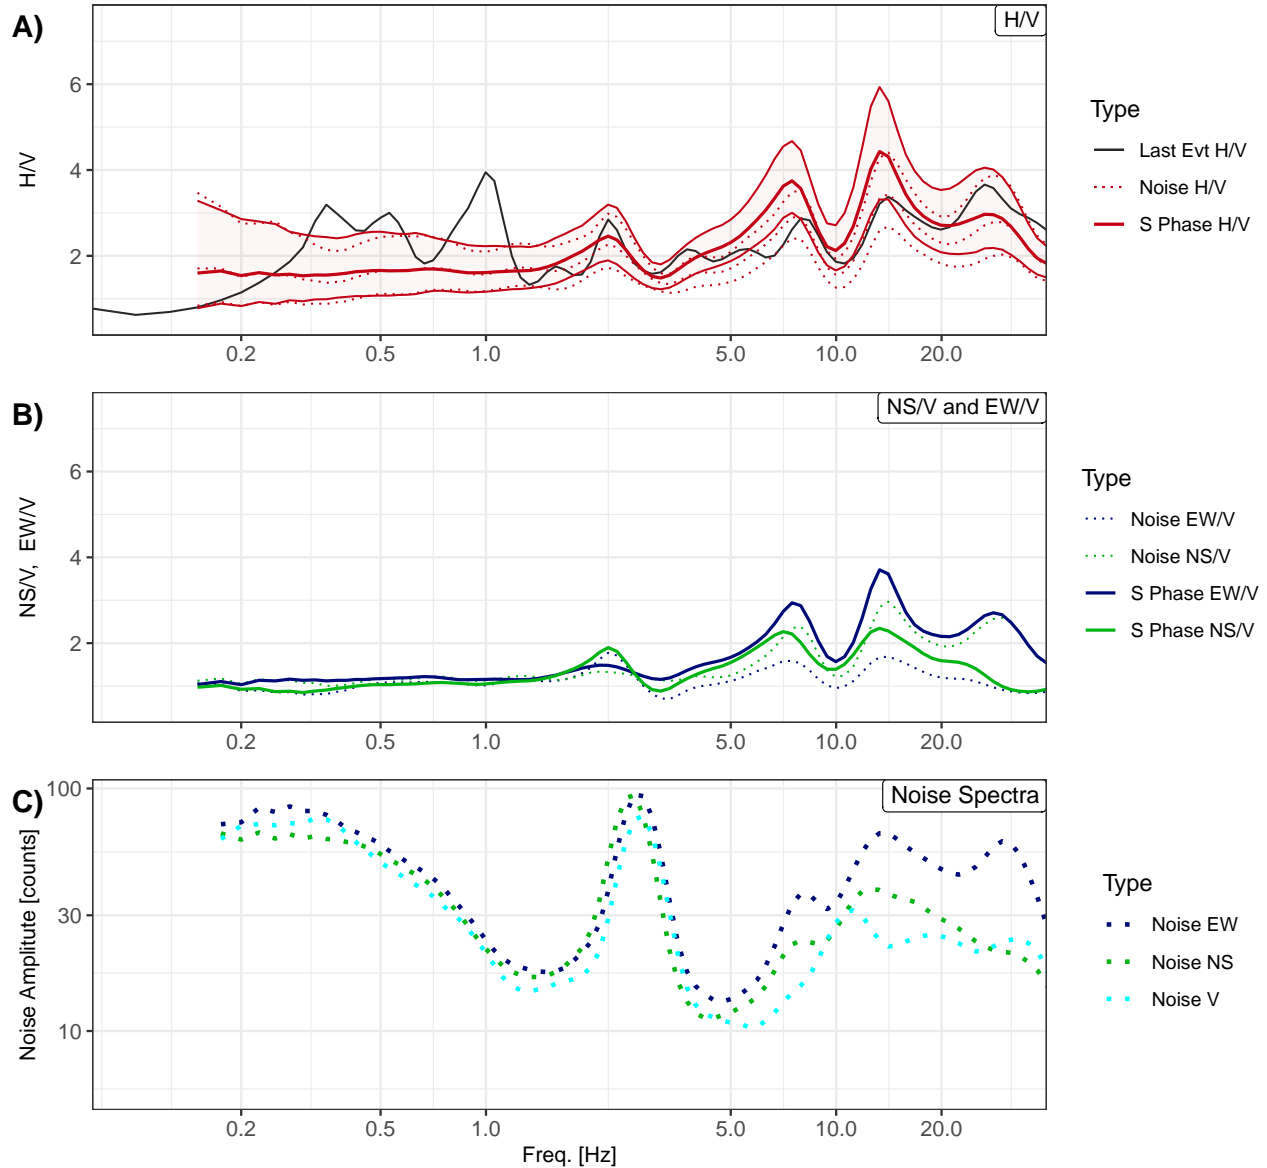 A)
H/V
6
4
2
H/V
0.2 0.5 1.0 5.0 10.0 20.0
Type
Last Evt H/V
Noise H/V
S Phase H/V
B)
NS/V and EW/V
6
4
2
NS/V, EW/V
0.2 0.5 1.0 5.0 10.0 20.0
Type
Noise EW/V
Noise NS/V
S Phase EW/V
S Phase NS/V
C)
Noise Spectra
100
30
10
Noise Amplitute [counts]
0.2 0.5 1.0 5.0 10.0 20.0
Freq. [Hz]
Type
Noise EW
Noise NS
Noise V